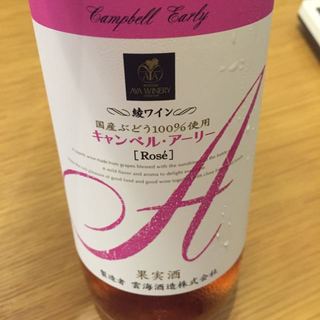 Campbell Early
AYA WINERY
綾ワイン
国産ぶどう100%使用
キャンベル・アーリー
[Rosé]
A
果実酒
製造者 雲海酒造株式会社